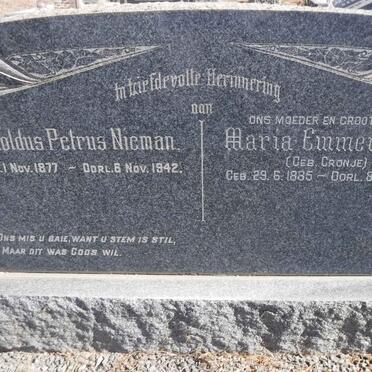 In Liefdevolle Herinnering
aan
oldus Petrus Nieman.
1 Nov. 1877 ~ Oorl. 6 Nov. 1942.
Ons mis u baie, want u stem is stil,
Maar dit was Gods wil.
Ons moeder en groot
Maria Emme
(Geb. Cronje)
Geb. 29. 6. 1885 ~ Oorl. 8